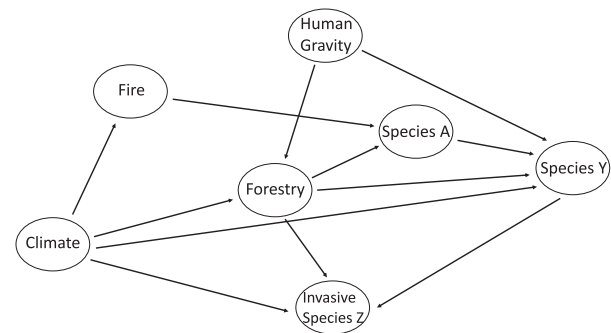 Human
Gravity
Fire
Species A
Species Y
Forestry
Climate
Invasive
Species Z